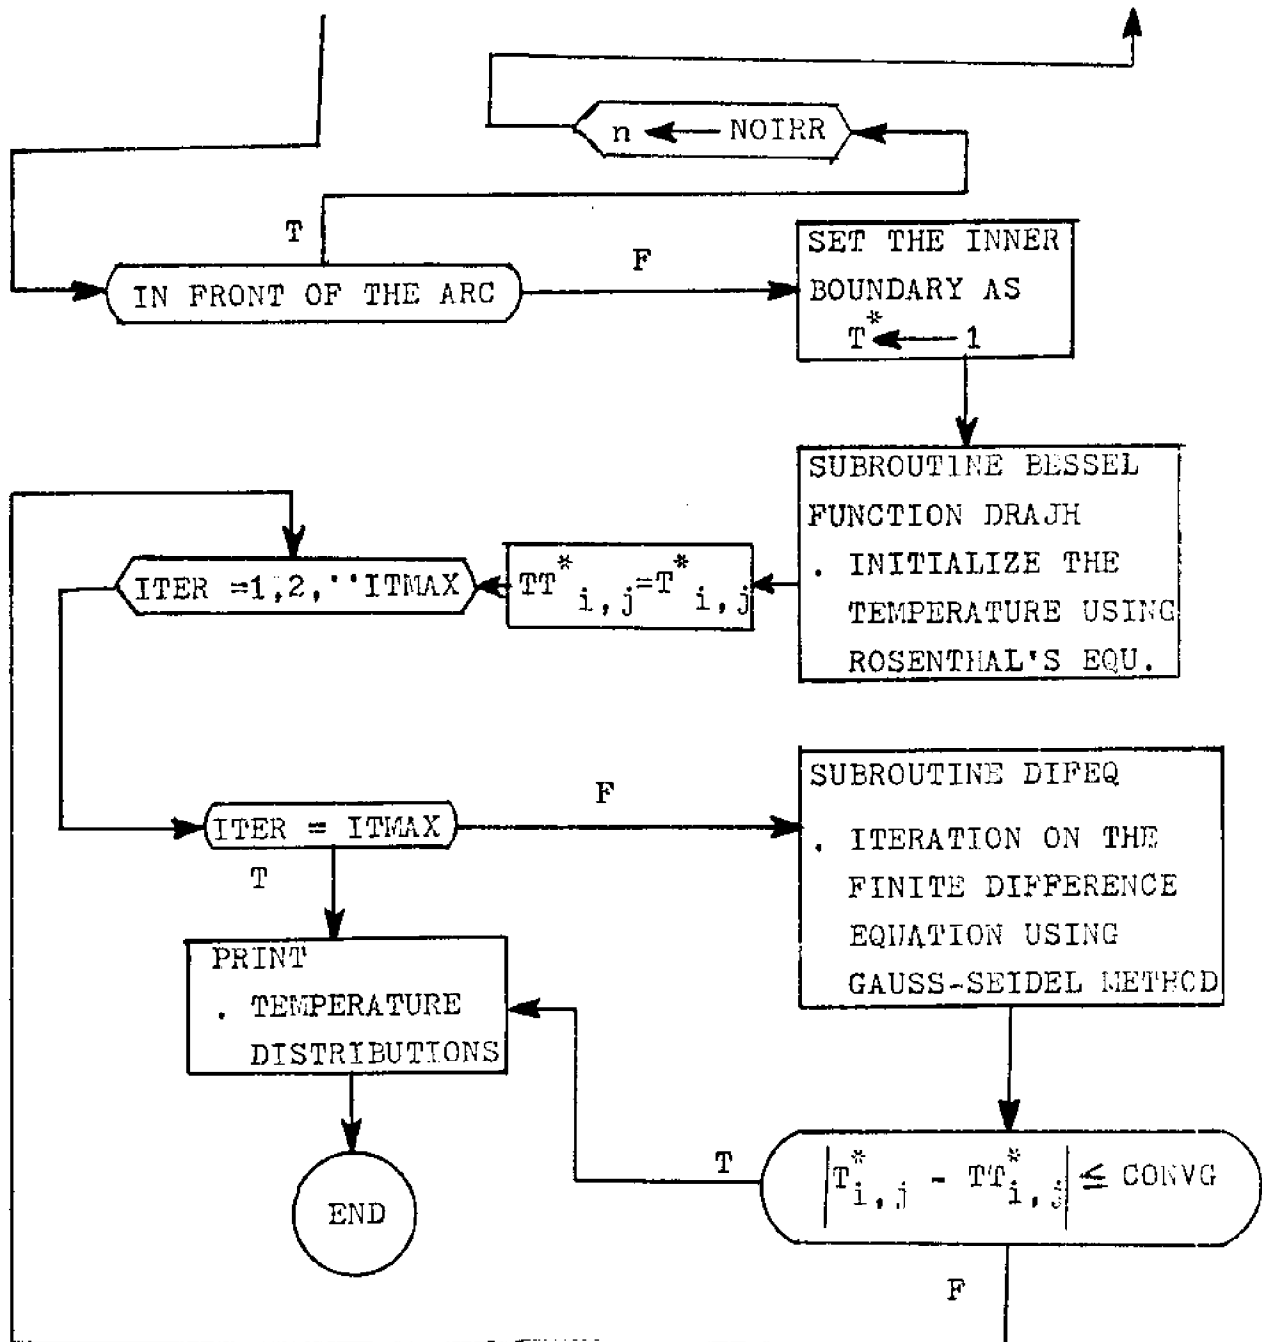 n ← NOIRR
T
F
IN FRONT OF THE ARC
SET THE INNER
BOUNDARY AS
T* ← 1
SUBROUTINE BESSEL
FUNCTION DRAJH
. INITIALIZE THE
TEMPERATURE USING
ROSENTHAL'S EQU.
TT*i,j=T*i,j
ITER =1,2,''ITMAX
ITER = ITMAX
F
T
SUBROUTINE DIFEQ
. ITERATION ON THE
FINITE DIFFERENCE
EQUATION USING
GAUSS-SEIDEL METHOD
PRINT
. TEMPERATURE
DISTRIBUTIONS
T
|T*i,j - TT*i,j| ≤ CONVG
END
F